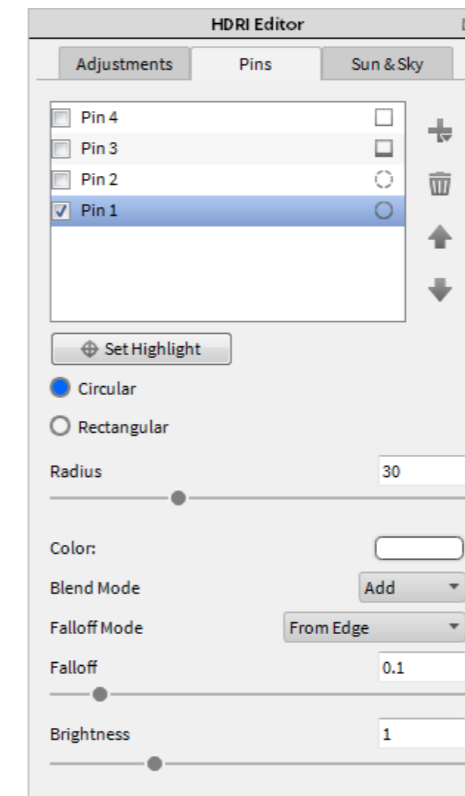 HDRI Editor
Adjustments Pins Sun & Sky
Pin 4
Pin 3
Pin 2
Pin 1
Set Highlight
Circular
Rectangular
Radius 30
Color:
Blend Mode Add
Falloff Mode From Edge
Falloff 0.1
Brightness 1